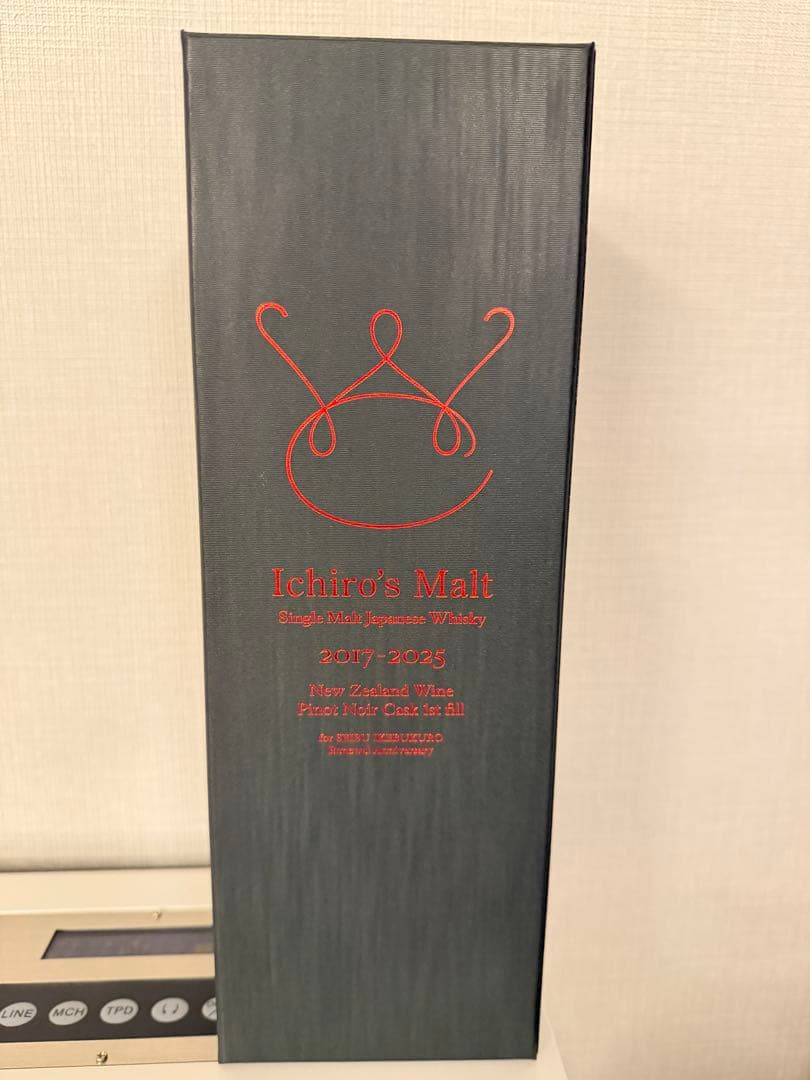 Ichiro's Malt
Single Malt Japanese Whisky
2017-2025
New Zealand Wine
Pinot Noir Cask 1st fill
for SEIBU IKEBUKURO
Renewal Anniversary
LINE
MCH
TPD